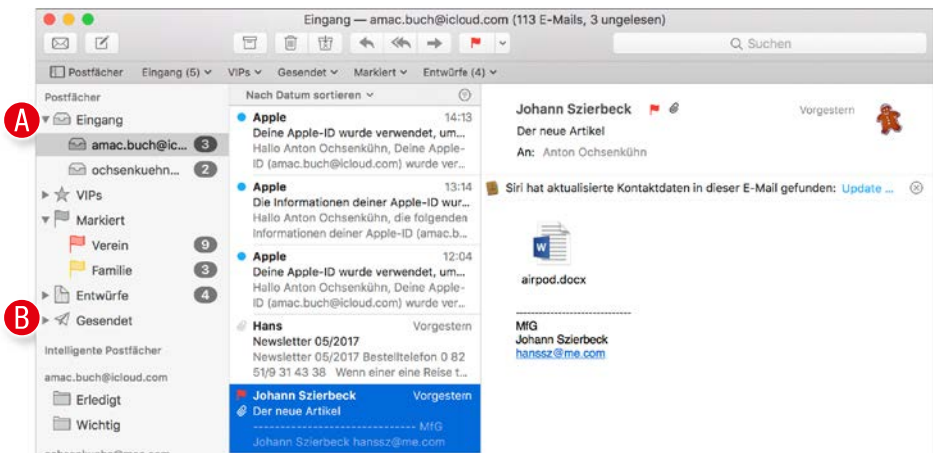 Eingang — amac.buch@icloud.com (113 E-Mails, 3 ungelesen)
Suchen
Postfächer Eingang (5) VIPs Gesendet Markiert Entwürfe (4)
Postfächer
A
Eingang
amac.buch@ic... 3
ochsenkuehn... 2
VIPs
Markiert
Verein 9
Familie 3
Entwürfe 4
B
Gesendet
Intelligente Postfächer
amac.buch@icloud.com
Erledigt
Wichtig
Nach Datum sortieren
Apple 14:13
Deine Apple-ID wurde verwendet, um...
Hallo Anton Ochsenkühn, Deine Apple-
ID (amac.buch@icloud.com) wurde ver...
Apple 13:14
Die Informationen deiner Apple-ID wur...
Hallo Anton Ochsenkühn, die folgenden
Informationen deiner Apple-ID (amac.b...
Apple 12:04
Deine Apple-ID wurde verwendet, um...
Hallo Anton Ochsenkühn, Deine Apple-
ID (amac.buch@icloud.com) wurde ver...
Hans Vorgestern
Newsletter 05/2017
Newsletter 05/2017 Bestelltelefon 0 82
51/9 31 43 38 Wenn einer eine Reise t...
Johann Szierbeck Vorgestern
Der neue Artikel
------------------------------ MfG
Johann Szierbeck hanssz@me.com
Johann Szierbeck Vorgestern
Der neue Artikel
An: Anton Ochsenkühn
Siri hat aktualisierte Kontaktdaten in dieser E-Mail gefunden: Update ...
W
airpod.docx
------------------------------
MfG
Johann Szierbeck
hanssz@me.com